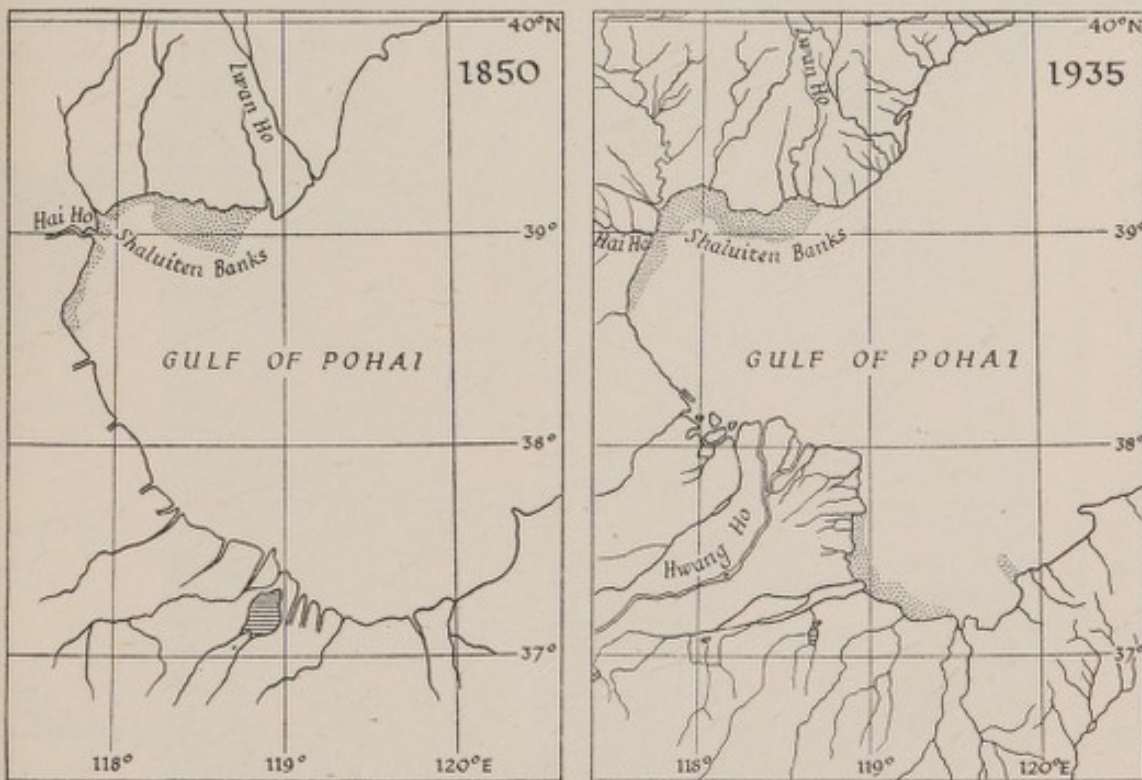 40°N
1850
Lwan Ho
Hai Ho
39°
Shaluiten Banks
GULF OF POHAI
38°
37°
118°
119°
120°E
40°N
1935
Lwan Ho
Hai Ho
39°
Shaluiten Banks
GULF OF POHAI
38°
Hwang Ho
37°
118°
119°
120°E